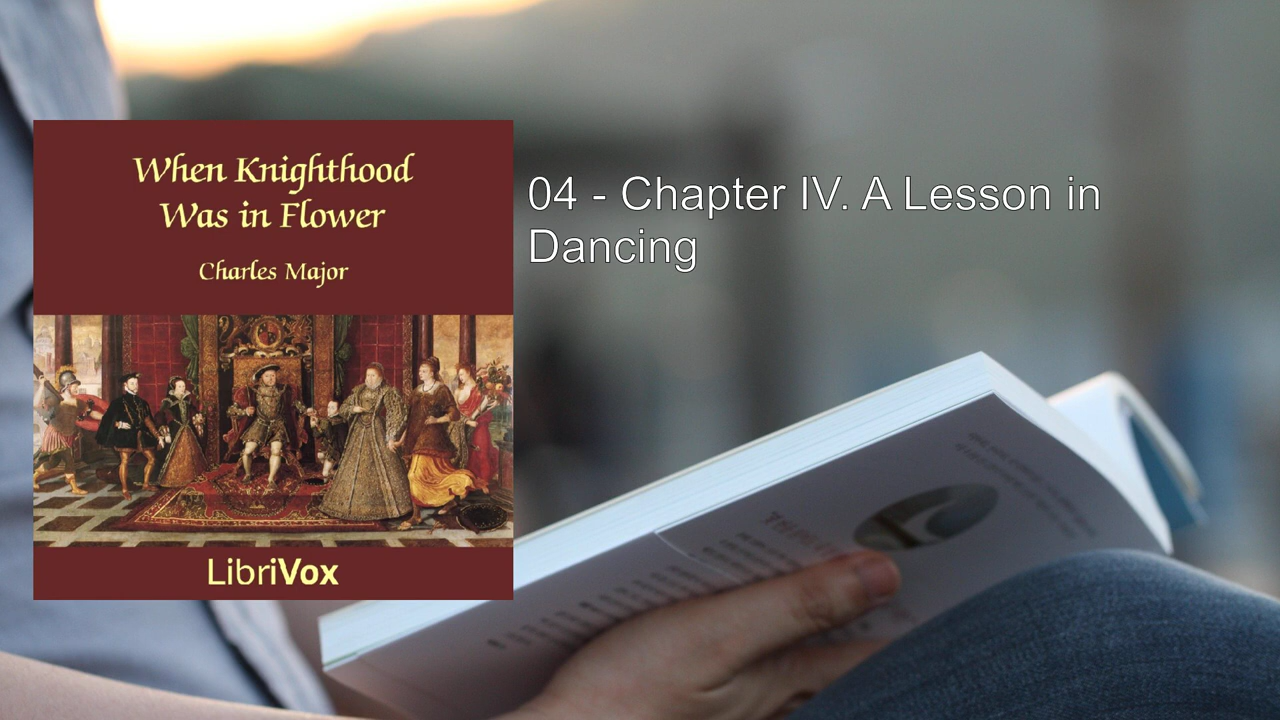 When Knighthood
Was in Flower
Charles Major
LibriVox
04 - Chapter IV. A Lesson in
Dancing